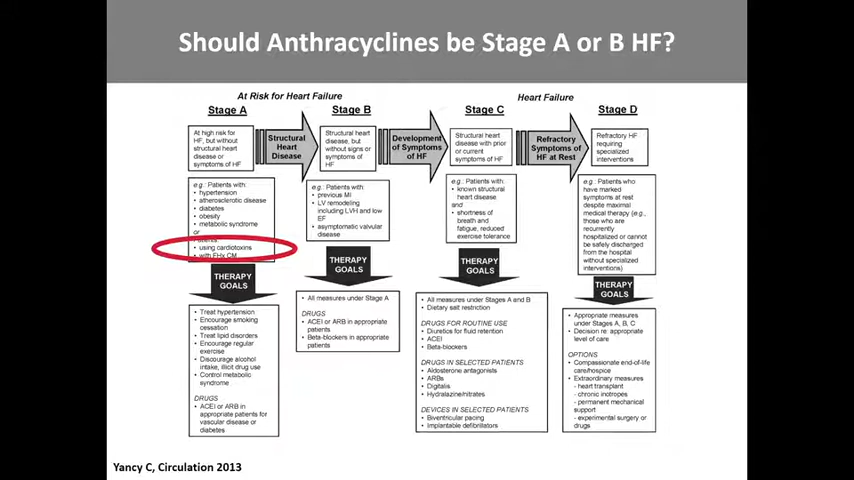 Should Anthracyclines be Stage A or B HF?
At Risk for Heart Failure
Heart Failure
Stage A
At high risk for
HF, but without
structural heart
disease or
symptoms of HF
Structural
Heart
Disease
Stage B
Structural heart
disease, but
without signs or
symptoms of
HF
Development
of Symptoms
of HF
Stage C
Structural heart
disease with prior
or current
symptoms of HF
Refractory
Symptoms of
HF at Rest
Stage D
Refractory HF
requiring
specialized
interventions
e.g.: Patients with:
• hypertension
• atherosclerotic disease
• diabetes
• obesity
• metabolic syndrome
or
• using cardiotoxins
• with FHx CM
e.g.: Patients with:
• previous MI
• LV remodeling
including LVH and low
EF
• asymptomatic valvular
disease
e.g.: Patients with:
• known structural
heart disease
and
• shortness of
breath and
fatigue, reduced
exercise tolerance
e.g.: Patients who
have marked
symptoms at rest
despite maximal
medical therapy (e.g.,
those who are
recurrently
hospitalized or cannot
be safely discharged
from the hospital
without specialized
interventions)
THERAPY
GOALS
THERAPY
GOALS
THERAPY
GOALS
THERAPY
GOALS
• Treat hypertension
• Encourage smoking
cessation
• Treat lipid disorders
• Encourage regular
exercise
• Discourage alcohol
intake, illicit drug use
• Control metabolic
syndrome
DRUGS
• ACEI or ARB in
appropriate patients for
vascular disease or
diabetes
• All measures under Stage A
DRUGS
• ACEI or ARB in appropriate
patients
• Beta-blockers in appropriate
patients
• All measures under Stages A and B
• Dietary salt restriction
DRUGS FOR ROUTINE USE
• Diuretics for fluid retention
• ACEI
• Beta-blockers
DRUGS IN SELECTED PATIENTS
• Aldosterone antagonists
• ARBs
• Digitalis
• Hydralazine/nitrates
DEVICES IN SELECTED PATIENTS
• Biventricular pacing
• Implantable defibrillators
• Appropriate measures
under Stages A, B, C
• Decision re: appropriate
level of care
OPTIONS
• Compassionate end-of-life
care/hospice
• Extraordinary measures
- heart transplant
- chronic inotropes
- permanent mechanical
support
- experimental surgery or
drugs
Yancy C, Circulation 2013